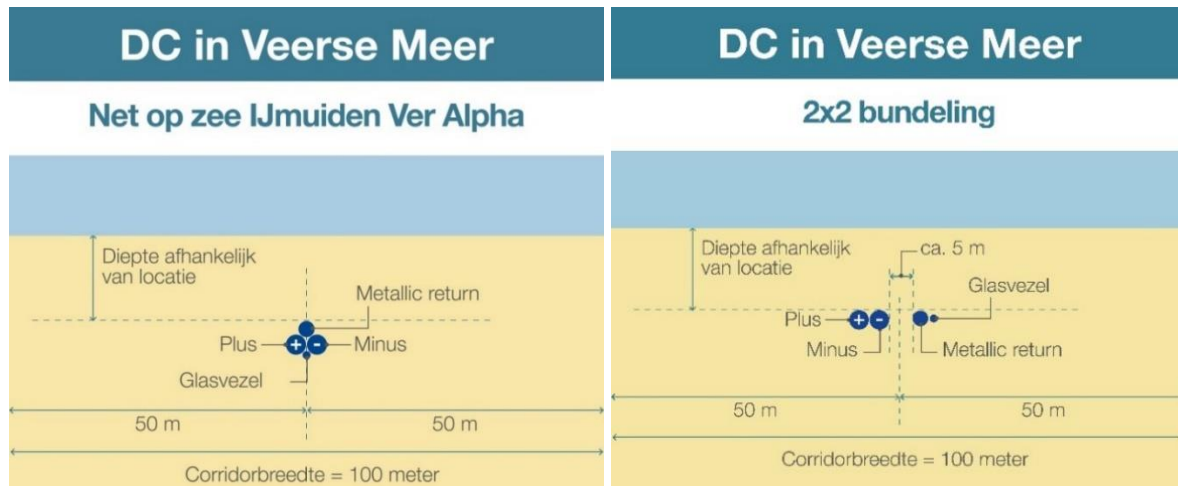 DC in Veerse Meer
Net op zee IJmuiden Ver Alpha
Diepte afhankelijk
van locatie
Metallic return
Plus
+
-
Minus
Glasvezel
50 m
50 m
Corridorbreedte = 100 meter
DC in Veerse Meer
2x2 bundeling
Diepte afhankelijk
van locatie
ca. 5 m
Glasvezel
Plus
+
-
Minus
Metallic return
50 m
50 m
Corridorbreedte = 100 meter